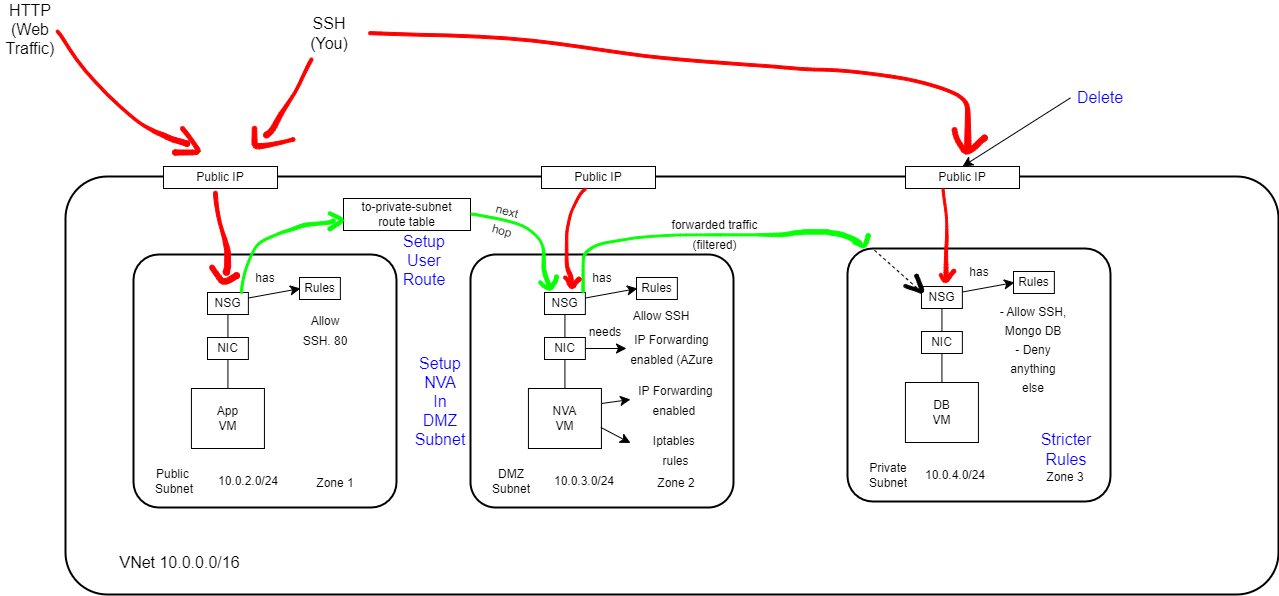 HTTP
(Web
Traffic)
SSH
(You)
Delete
Public IP
Public IP
Public IP
to-private-subnet
route table
next
hop
forwarded traffic
(filtered)
Setup
User
Route
has
Rules
NSG
Allow
SSH. 80
NIC
App
VM
Public
Subnet
10.0.2.0/24
Zone 1
Setup
NVA
In
DMZ
Subnet
has
Rules
NSG
Allow SSH
needs
NIC
IP Forwarding
enabled (AZure
IP Forwarding
enabled
NVA
VM
Iptables
rules
DMZ
Subnet
10.0.3.0/24
Zone 2
has
Rules
NSG
- Allow SSH,
Mongo DB
- Deny
anything
else
NIC
DB
VM
Stricter
Rules
Private
Subnet
10.0.4.0/24
Zone 3
VNet 10.0.0.0/16